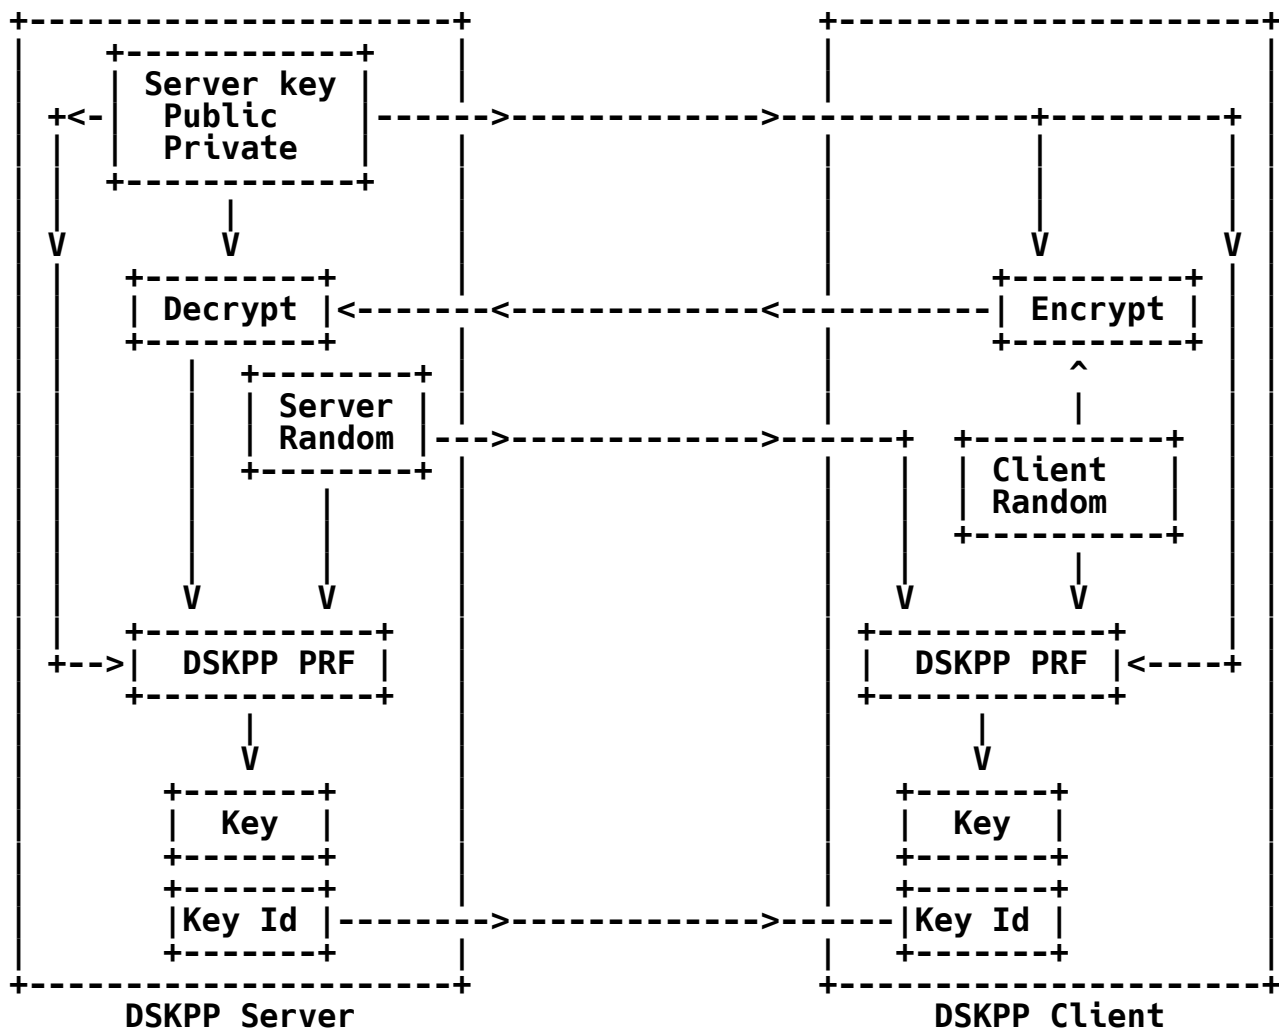 Server key
Public
Private
Decrypt
Encrypt
Server
Random
Client
Random
DSKPP PRF
DSKPP PRF
Key
Key
Key Id
Key Id
DSKPP Server
DSKPP Client